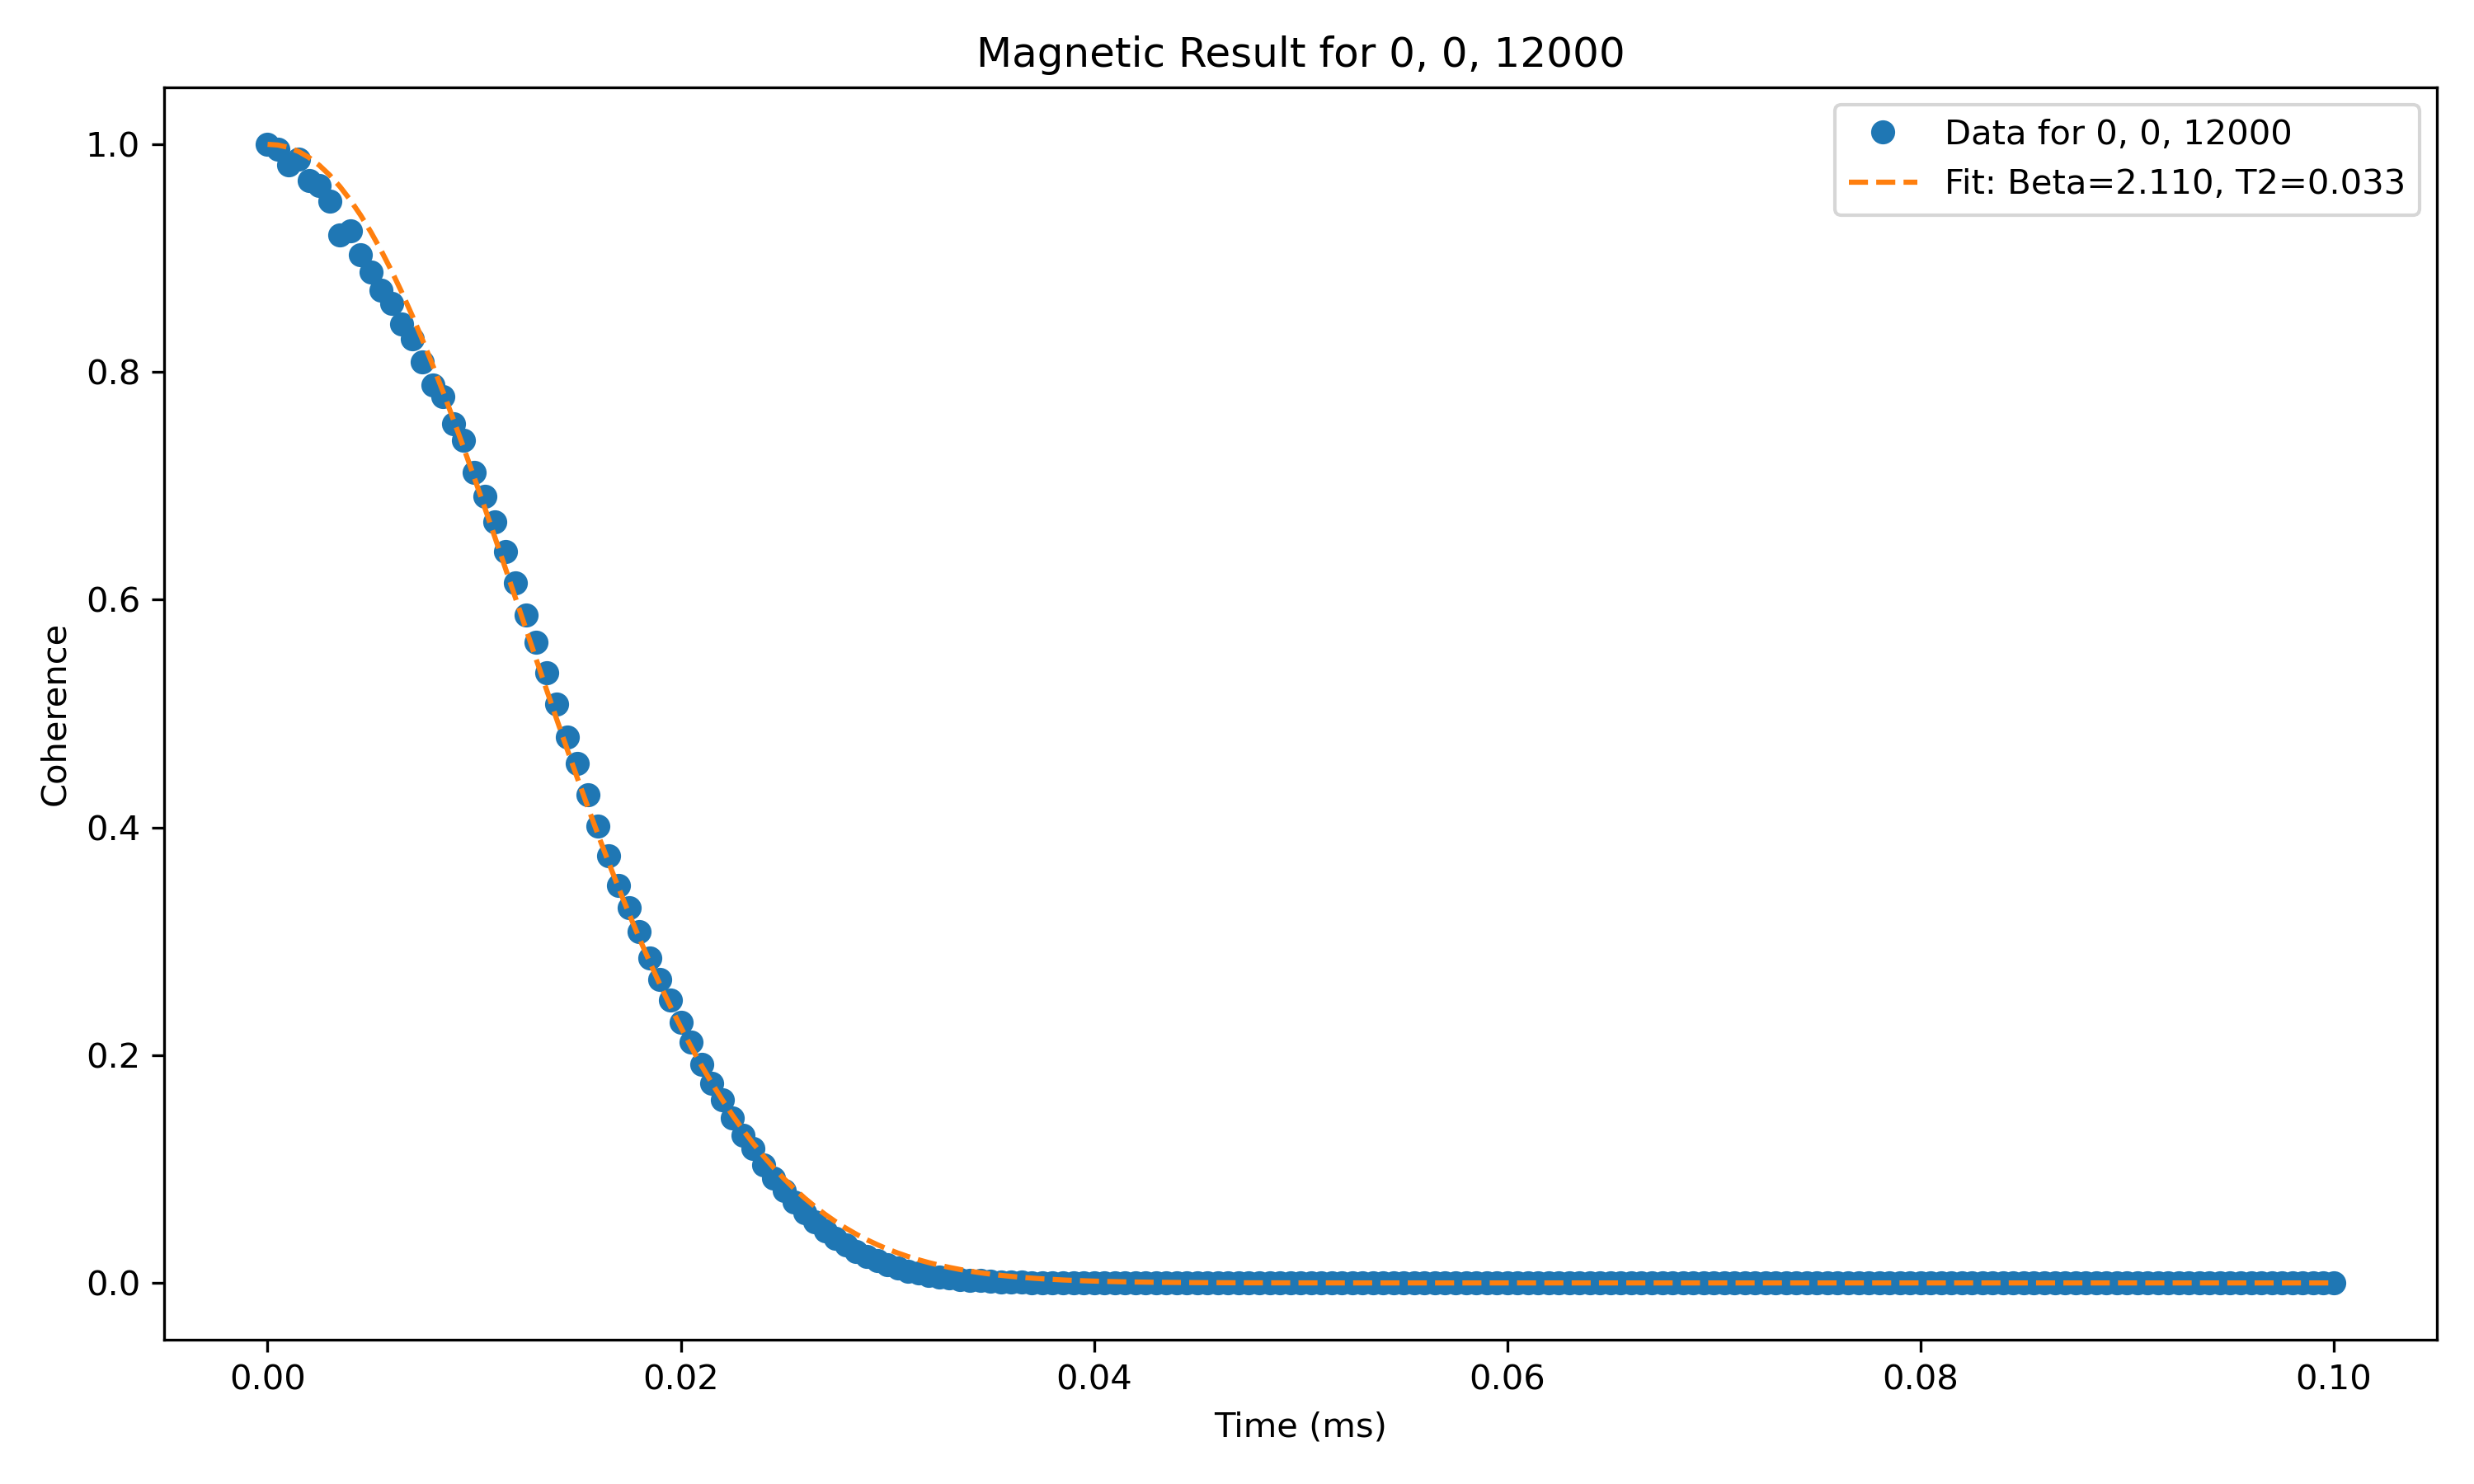 Magnetic Result for 0, 0, 12000
Data for 0, 0, 12000
Fit: Beta=2.110, T2=0.033
1.0
0.8
0.6
0.4
0.2
0.0
Coherence
0.00 0.02 0.04 0.06 0.08 0.10
Time (ms)